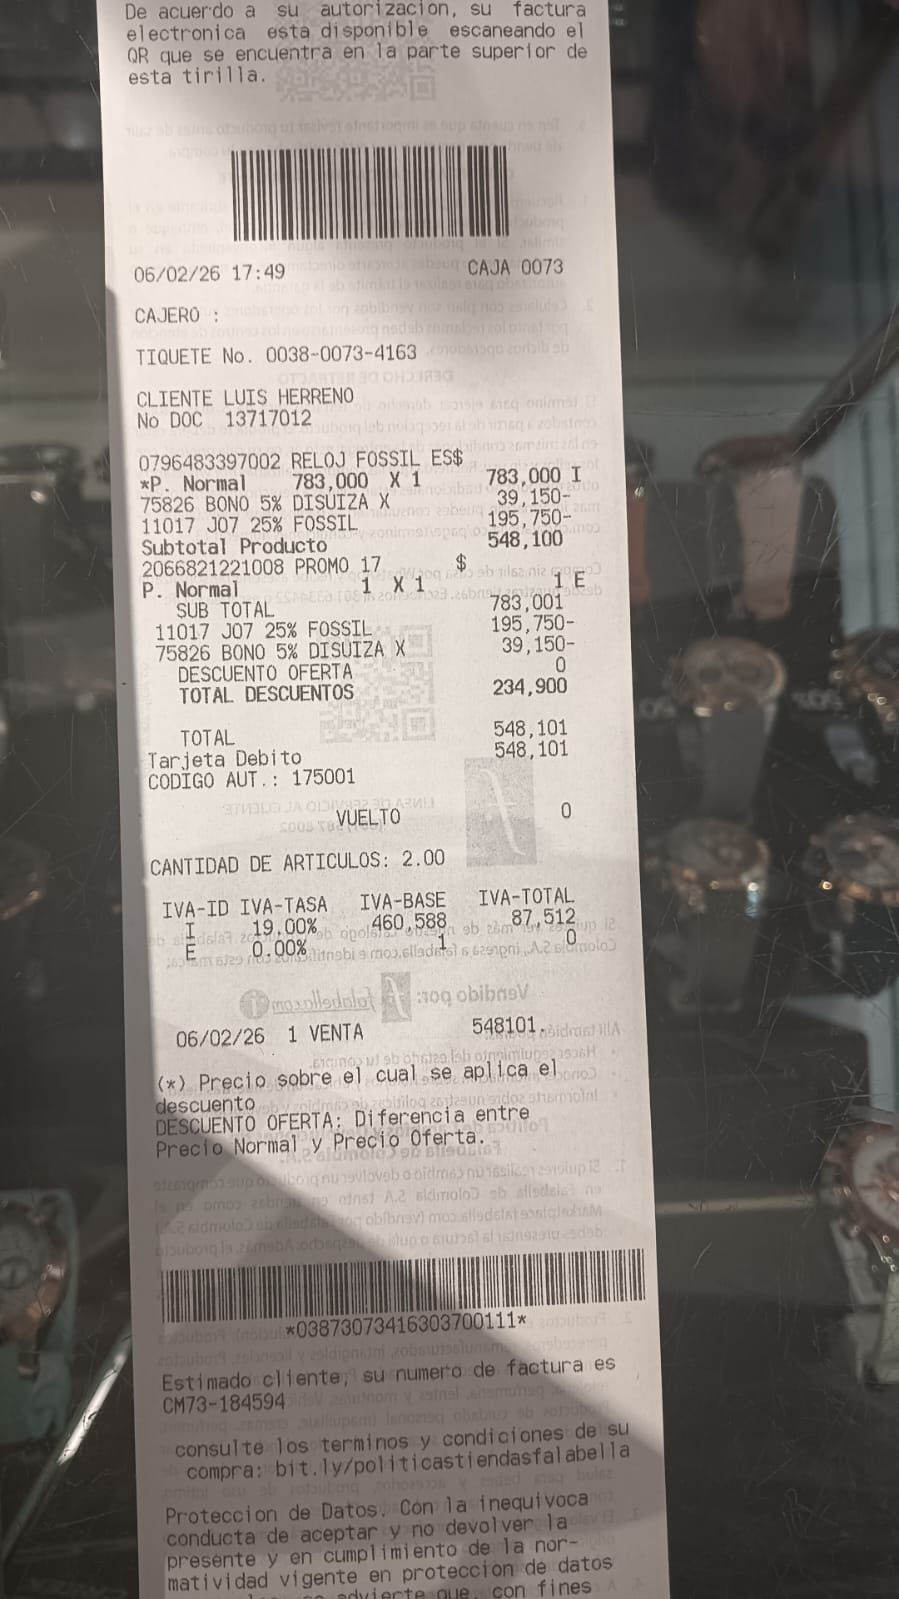 De acuerdo a su autorizacion, su factura
electronica esta disponible escaneando el
QR que se encuentra en la parte superior de
esta tirilla.
06/02/26 17:49 CAJA 0073
CAJERO :
TIQUETE No. 0038-0073-4163
CLIENTE LUIS HERRENO
No DOC 13717012
0796483397002 RELOJ FOSSIL ES$
*P. Normal 783,000 X 1 783,000 I
75826 BONO 5% DISUIZA X 39,150-
11017 J07 25% FOSSIL 195,750-
Subtotal Producto 548,100
2066821221008 PROMO 17 $
P. Normal 1 X 1 1 E
SUB TOTAL 783,001
11017 J07 25% FOSSIL 195,750-
75826 BONO 5% DISUIZA X 39,150-
DESCUENTO OFERTA 0
TOTAL DESCUENTOS 234,900
TOTAL 548,101
Tarjeta Debito 548,101
CODIGO AUT.: 175001
VUELTO 0
CANTIDAD DE ARTICULOS: 2.00
IVA-ID IVA-TASA IVA-BASE IVA-TOTAL
I 19.00% 460,588 87,512
E 0.00% 1 0
06/02/26 1 VENTA 548101.
(*) Precio sobre el cual se aplica el
descuento
DESCUENTO OFERTA: Diferencia entre
Precio Normal y Precio Oferta.
*03873073416303700111*
Estimado cliente, su numero de factura es
CM73-184594
consulte los terminos y condiciones de su
compra: bit.ly/politicastiendasfalabella
Proteccion de Datos. Con la inequivoca
conducta de aceptar y no devolver la
presente y en cumplimiento de la nor-
matividad vigente en proteccion de datos
advierte que, con fines